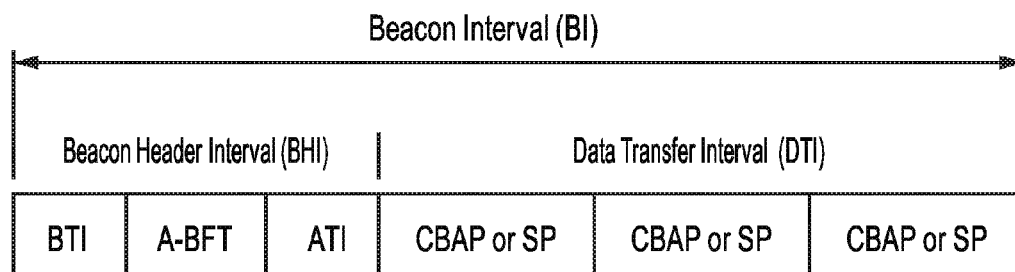 Beacon Interval (BI)
Beacon Header Interval (BHI) Data Transfer Interval (DTI)
BTI A-BFT ATI CBAP or SP CBAP or SP CBAP or SP